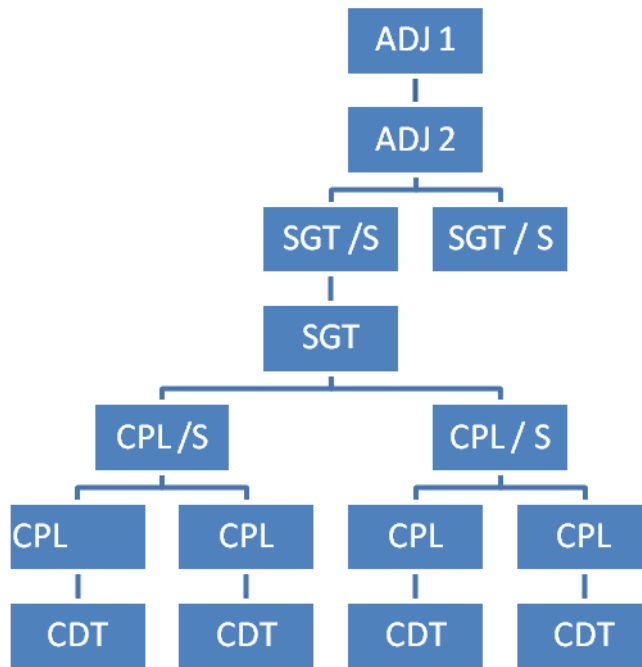 ADJ 1
ADJ 2
SGT /S
SGT / S
SGT
CPL /S
CPL / S
CPL
CPL
CPL
CPL
CDT
CDT
CDT
CDT